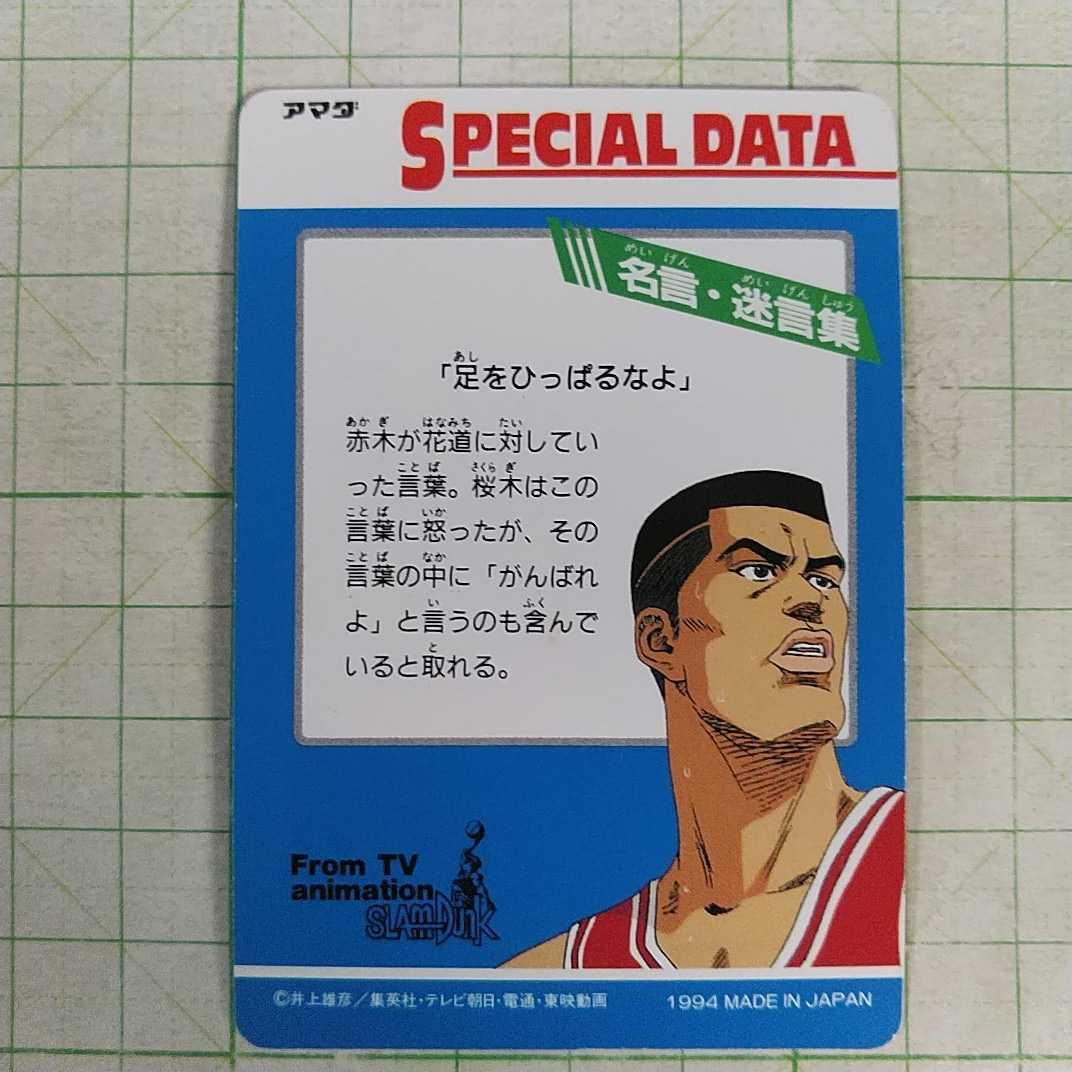 アマダ
SPECIAL DATA
めいげん めいげんしゅう
名言・迷言集
あし
「足をひっぱるなよ」
あかぎ はなみち たい
赤木が花道に対してい
ことば さくらぎ
った言葉。桜木はこの
ことば いか
言葉に怒ったが、その
ことば なか
言葉の中に「がんばれ
い ふく
よ」と言うのも含んで
と
いると取れる。
From TV
animation
SLAM DUNK
©井上雄彦／集英社・テレビ朝日・電通・東映動画
1994 MADE IN JAPAN